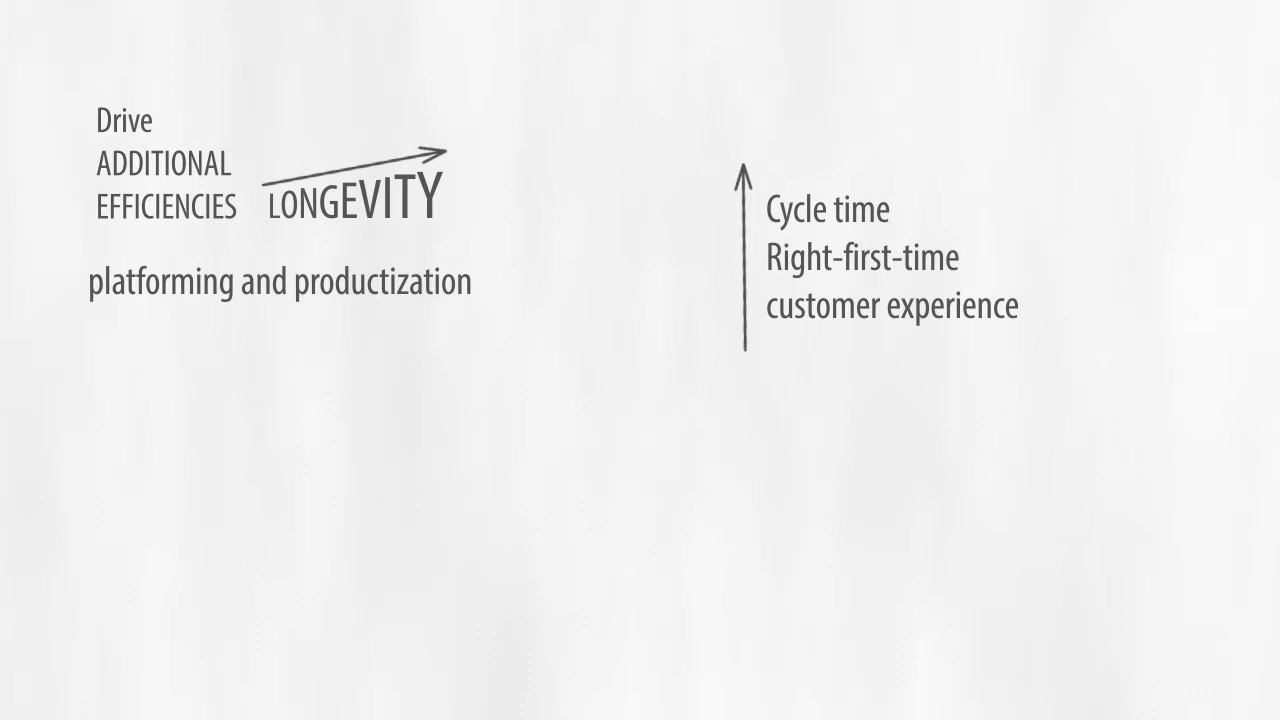 Drive
ADDITIONAL
EFFICIENCIES
LONGEVITY
platforming and productization
Cycle time
Right-first-time
customer experience